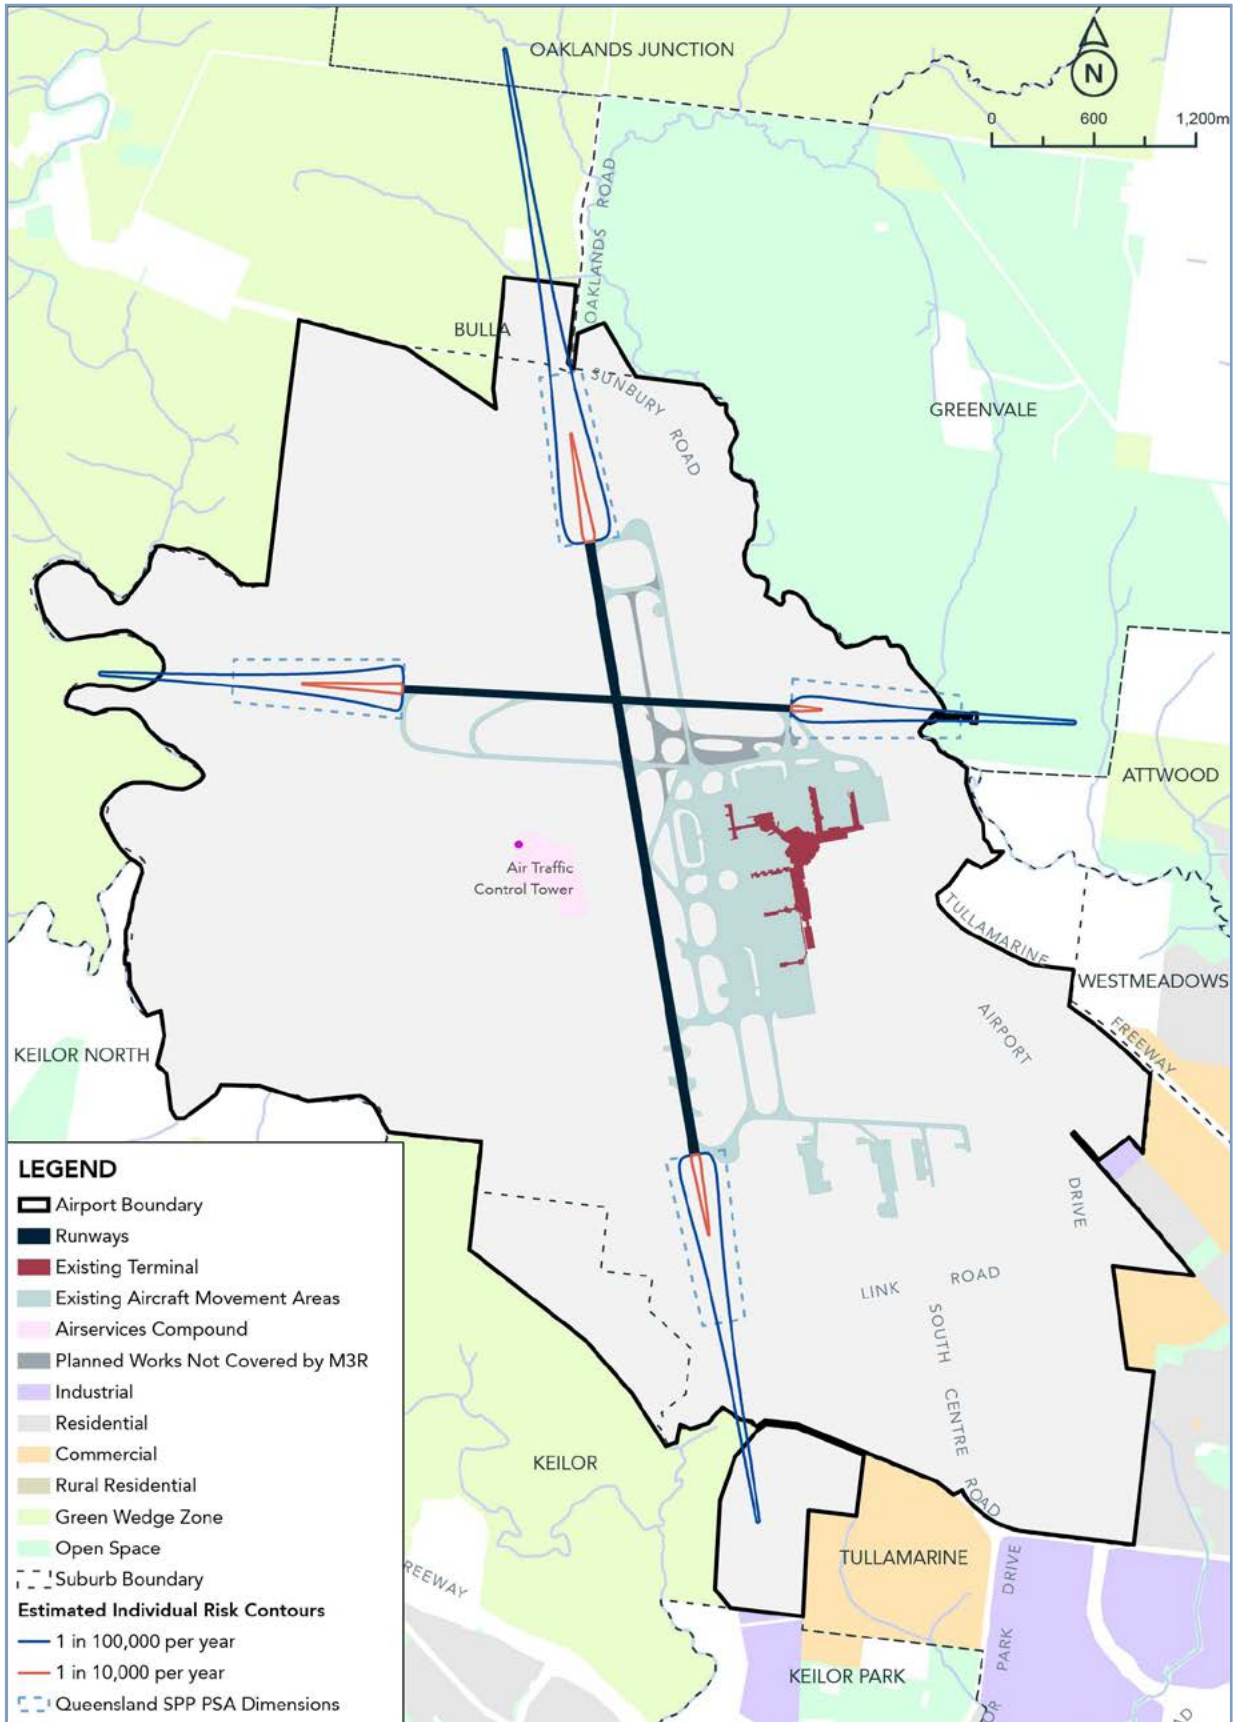 OAKLANDS JUNCTION
N
0 600 1,200m
OAKLANDS ROAD
BULLA
SUNBURY ROAD
GREENVALE
ATTWOOD
Air Traffic
Control Tower
TULLAMARINE
WESTMEADOWS
FREEWAY
AIRPORT
DRIVE
KEILOR NORTH
LINK ROAD
SOUTH CENTRE ROAD
KEILOR
TULLAMARINE
REEWAY
PARK DRIVE
OR
KEILOR PARK
AD
LEGEND
Airport Boundary
Runways
Existing Terminal
Existing Aircraft Movement Areas
Airservices Compound
Planned Works Not Covered by M3R
Industrial
Residential
Commercial
Rural Residential
Green Wedge Zone
Open Space
Suburb Boundary
Estimated Individual Risk Contours
1 in 100,000 per year
1 in 10,000 per year
Queensland SPP PSA Dimensions